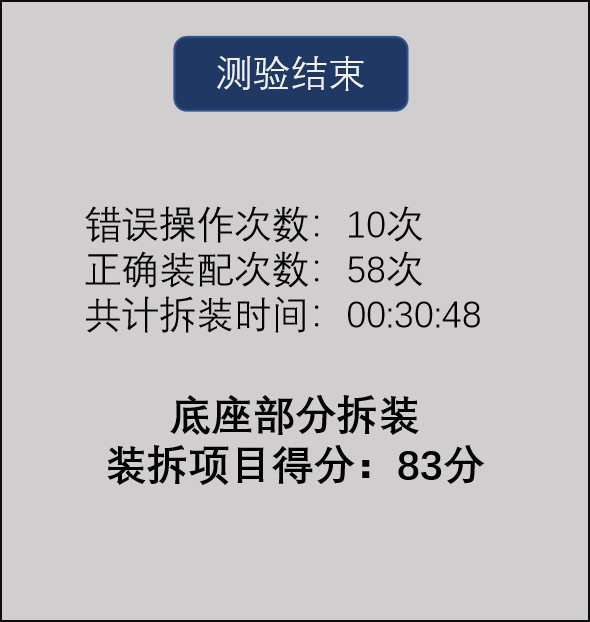 测验结束
错误操作次数：10次
正确装配次数：58次
共计拆装时间：00:30:48
底座部分拆装
装拆项目得分：83分